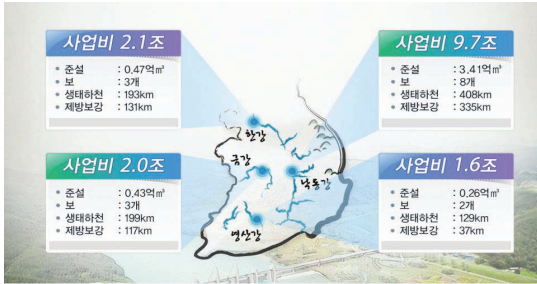 사업비 2.1조
• 준설 : 0.47억㎥
• 보 : 3개
• 생태하천 : 193km
• 제방보강 : 131km
사업비 9.7조
• 준설 : 3.41억㎥
• 보 : 8개
• 생태하천 : 408km
• 제방보강 : 335km
한강
금강
낙동강
영산강
사업비 2.0조
• 준설 : 0.43억㎥
• 보 : 3개
• 생태하천 : 199km
• 제방보강 : 117km
사업비 1.6조
• 준설 : 0.26억㎥
• 보 : 2개
• 생태하천 : 129km
• 제방보강 : 37km